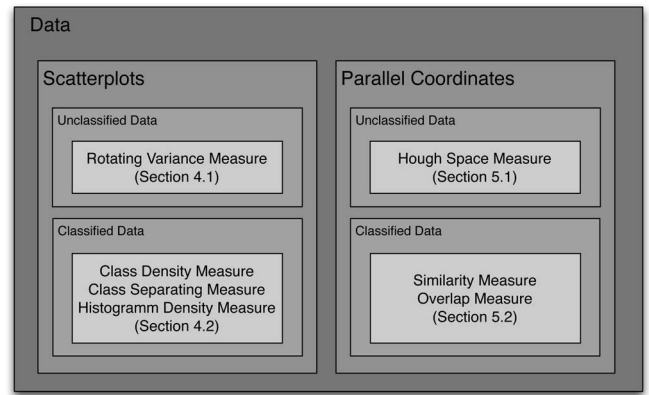 Data
Scatterplots
Unclassified Data
Rotating Variance Measure
(Section 4.1)
Classified Data
Class Density Measure
Class Separating Measure
Histogramm Density Measure
(Section 4.2)
Parallel Coordinates
Unclassified Data
Hough Space Measure
(Section 5.1)
Classified Data
Similarity Measure
Overlap Measure
(Section 5.2)